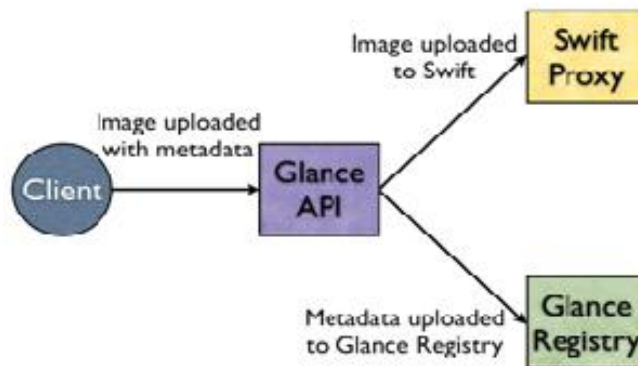 Image uploaded
to Swift
Swift
Proxy
Image uploaded
with metadata
Client
Glance
API
Metadata uploaded
to Glance Registry
Glance
Registry